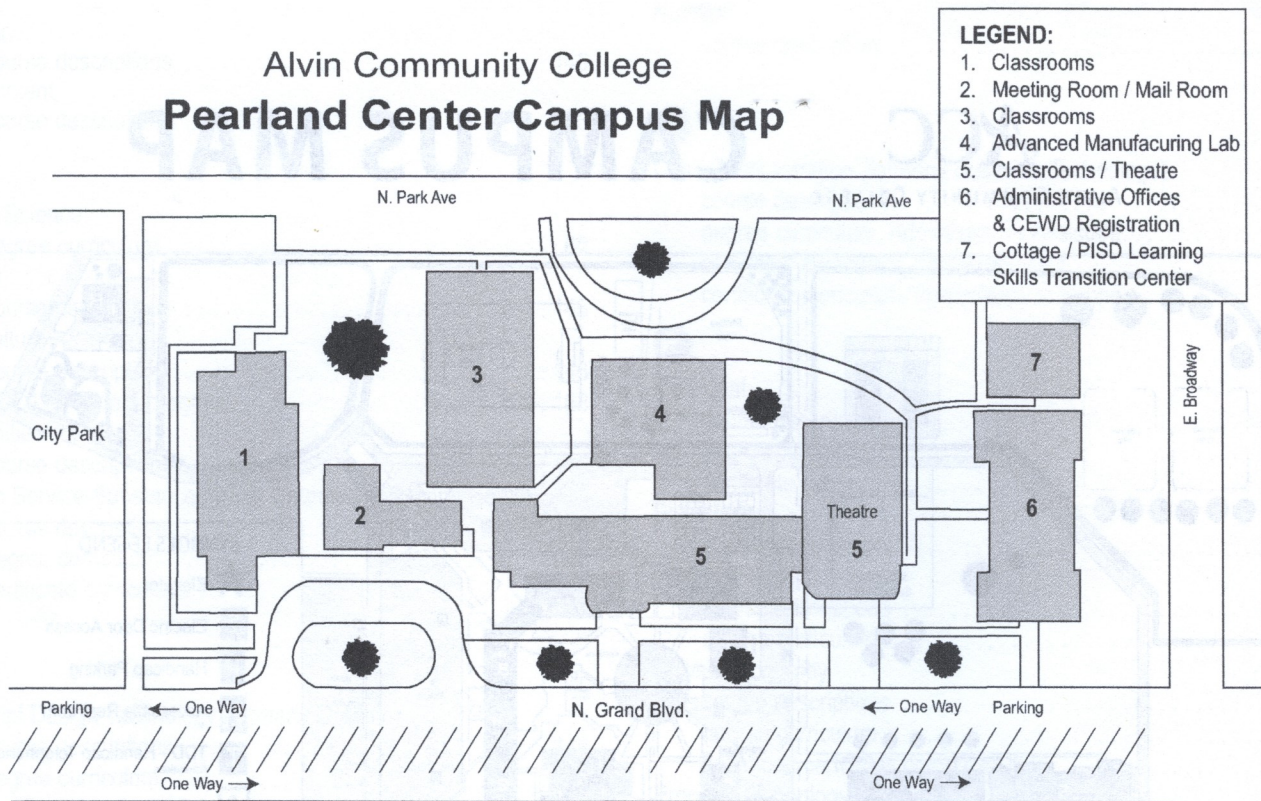 Alvin Community College
Pearland Center Campus Map
LEGEND:
1. Classrooms
2. Meeting Room / Mail Room
3. Classrooms
4. Advanced Manufacuring Lab
5. Classrooms / Theatre
6. Administrative Offices
& CEWD Registration
7. Cottage / PISD Learning
Skills Transition Center
CAMPUS MAP
N. Park Ave
N. Park Ave
City Park
1
2
3
4
5
Theatre
5
6
7
E. Broadway
Parking
← One Way
N. Grand Blvd.
← One Way
Parking
One Way →
One Way →